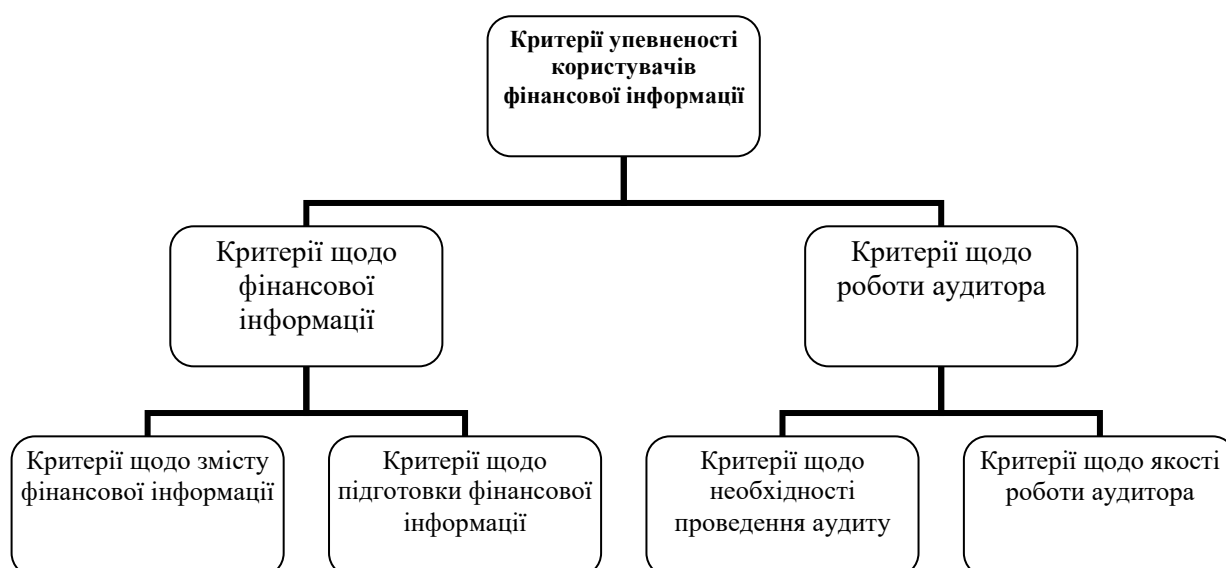 Критерії упевненості
користувачів
фінансової інформації
Критерії щодо
фінансової
інформації
Критерії щодо
роботи аудитора
Критерії щодо змісту
фінансової інформації
Критерії щодо
підготовки фінансової
інформації
Критерії щодо
необхідності
проведення аудиту
Критерії щодо якості
роботи аудитора